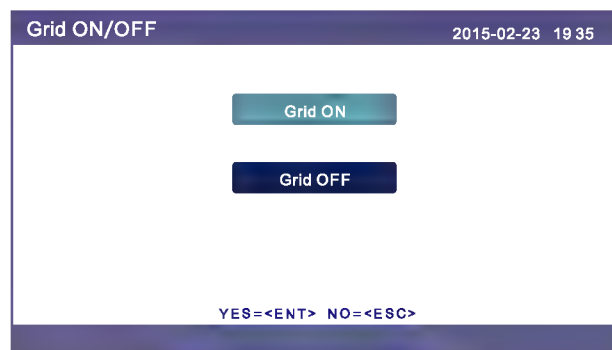 Grid ON/OFF 2015-02-23 19 35
Grid ON
Grid OFF
YES=<ENT> NO=<ESC>